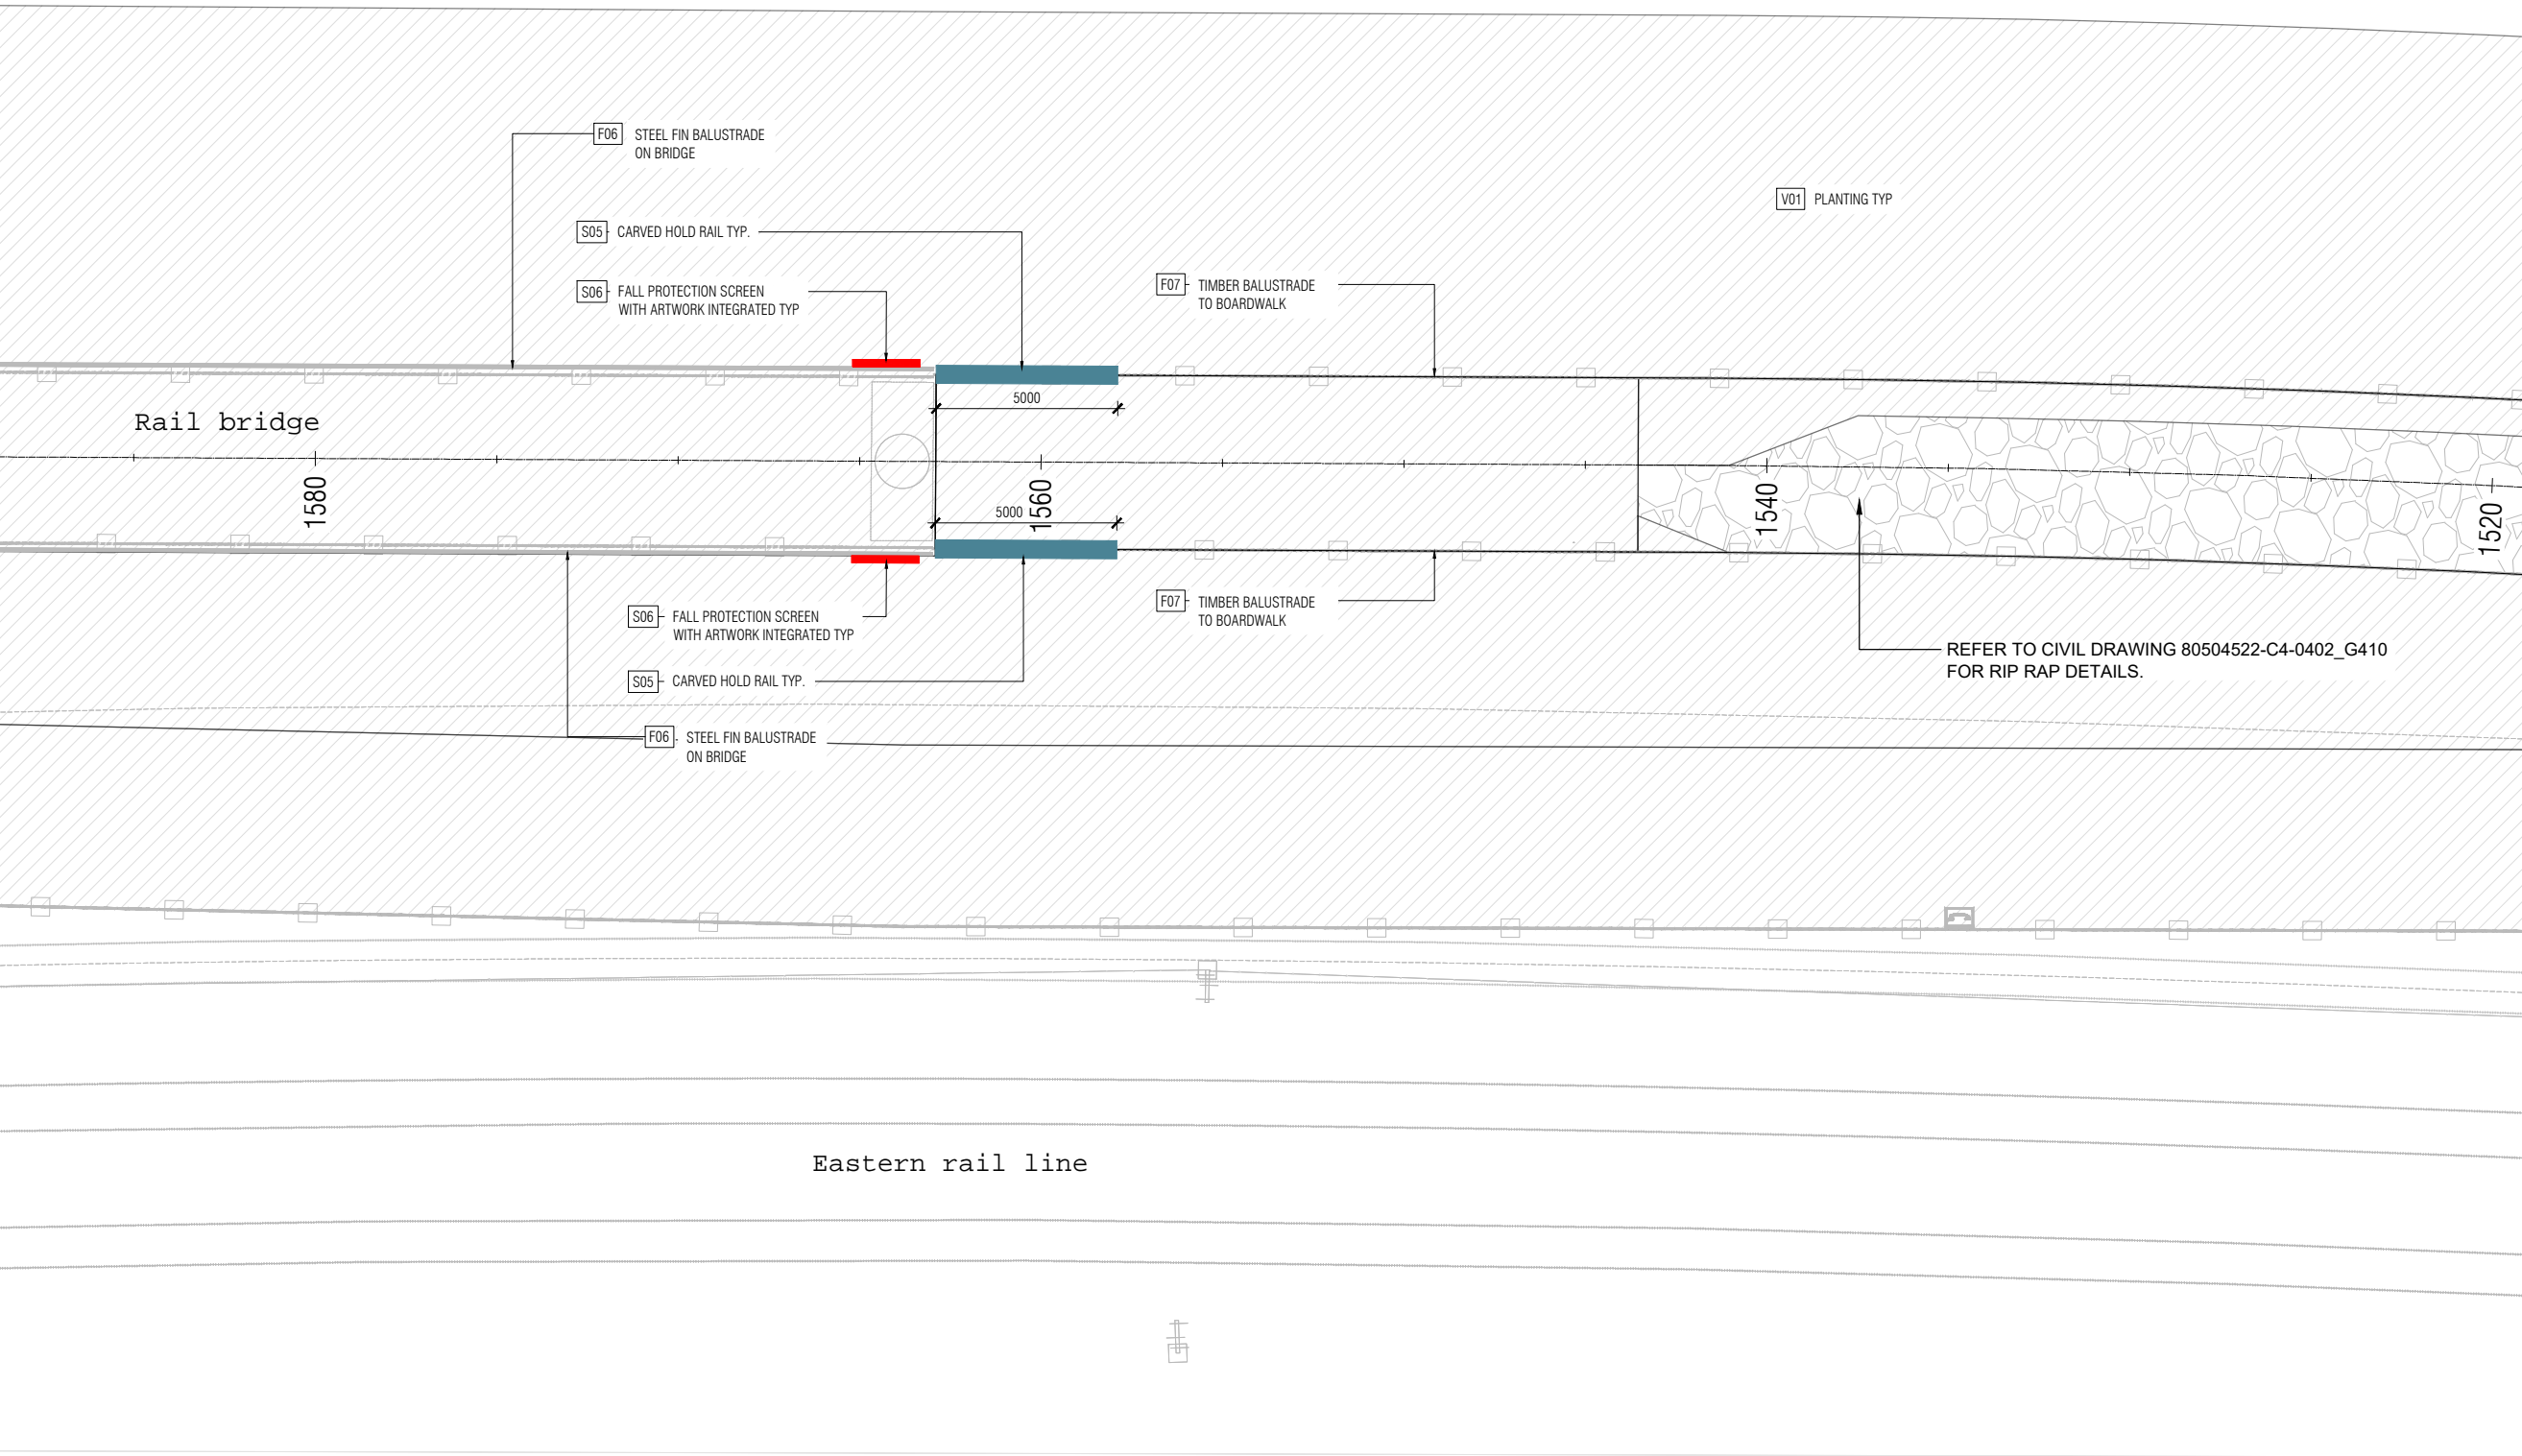 F06 STEEL FIN BALUSTRADE
ON BRIDGE
V01 PLANTING TYP
S05 CARVED HOLD RAIL TYP.
S06 FALL PROTECTION SCREEN
WITH ARTWORK INTEGRATED TYP
F07 TIMBER BALUSTRADE
TO BOARDWALK
5000
Rail bridge
1580
1560
1540
1520
5000
S06 FALL PROTECTION SCREEN
WITH ARTWORK INTEGRATED TYP
F07 TIMBER BALUSTRADE
TO BOARDWALK
REFER TO CIVIL DRAWING 80504522-C4-0402_G410
FOR RIP RAP DETAILS.
S05 CARVED HOLD RAIL TYP.
F06 STEEL FIN BALUSTRADE
ON BRIDGE
Eastern rail line